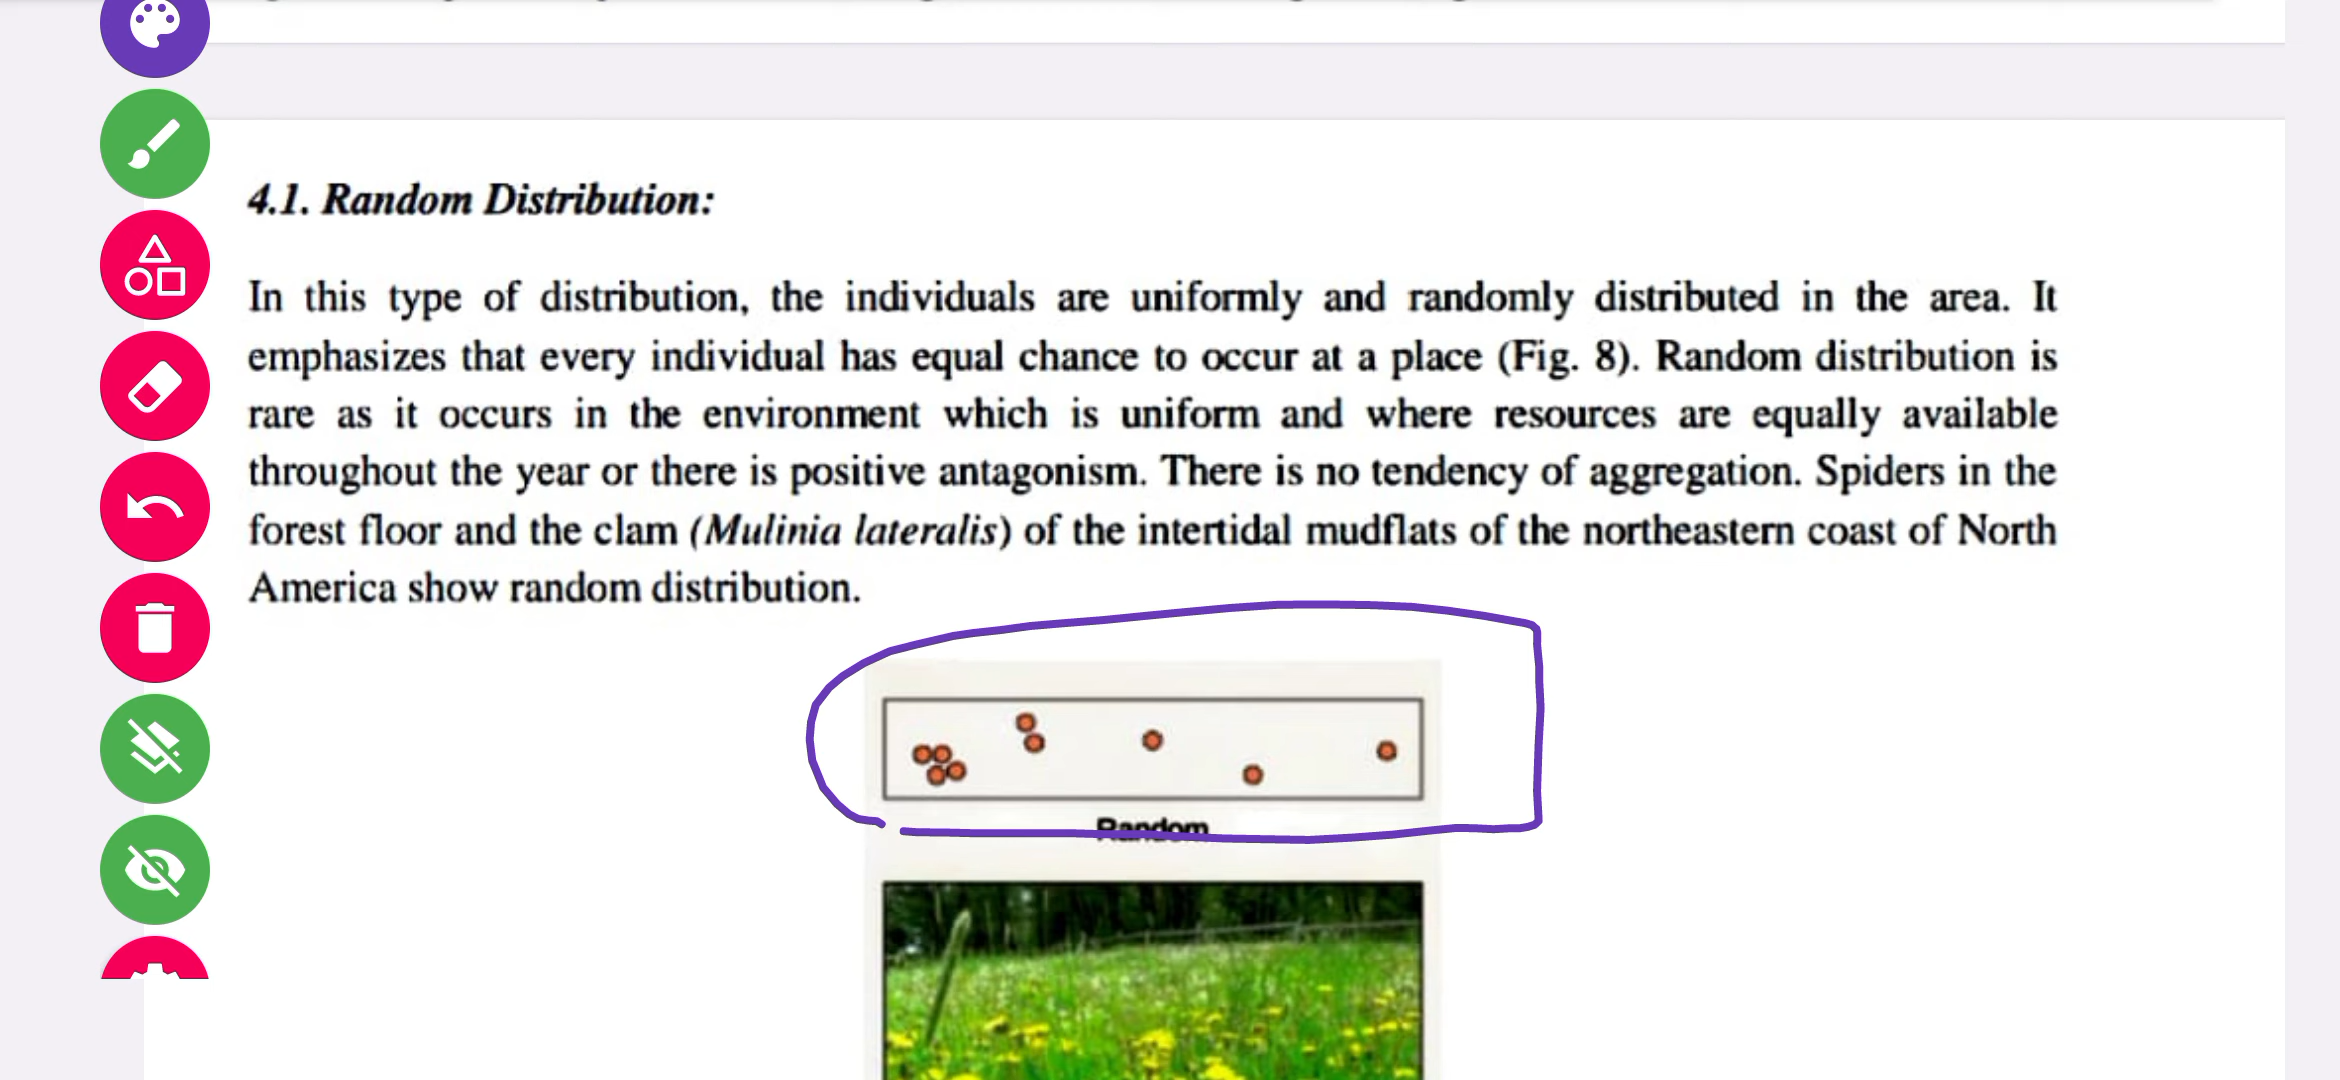 4.1. Random Distribution:
In this type of distribution, the individuals are uniformly and randomly distributed in the area. It
emphasizes that every individual has equal chance to occur at a place (Fig. 8). Random distribution is
rare as it occurs in the environment which is uniform and where resources are equally available
throughout the year or there is positive antagonism. There is no tendency of aggregation. Spiders in the
forest floor and the clam (Mulinia lateralis) of the intertidal mudflats of the northeastern coast of North
America show random distribution.
Random